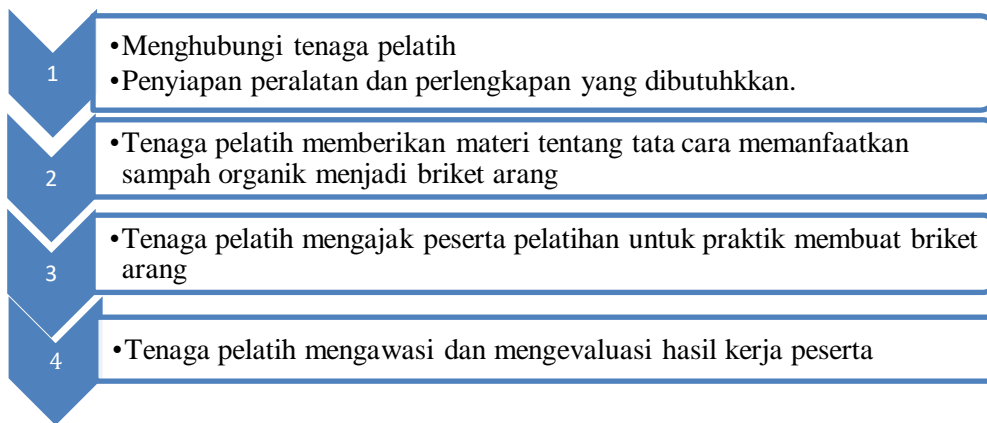 1
•Menghubungi tenaga pelatih
•Penyiapan peralatan dan perlengkapan yang dibutuhkkan.
2
•Tenaga pelatih memberikan materi tentang tata cara memanfaatkan
sampah organik menjadi briket arang
3
•Tenaga pelatih mengajak peserta pelatihan untuk praktik membuat briket
arang
4
•Tenaga pelatih mengawasi dan mengevaluasi hasil kerja peserta